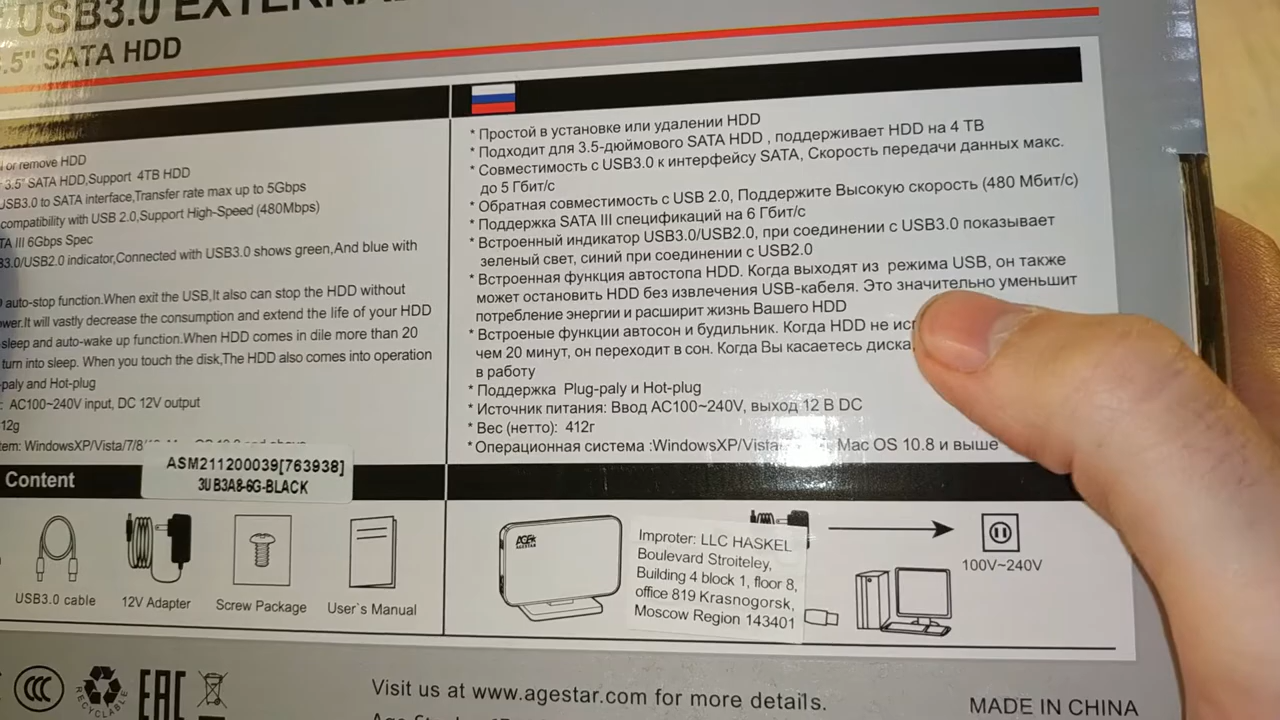 USB3.0 EXTERNAL
.5" SATA HDD
or remove HDD
3.5" SATA HDD,Support 4TB HDD
USB3.0 to SATA interface,Transfer rate max up to 5Gbps
compatibility with USB 2.0,Support High-Speed (480Mbps)
TA III 6Gbps Spec
B3.0/USB2.0 indicator,Connected with USB3.0 shows green,And blue with
auto-stop function.When exit the USB,It also can stop the HDD without
wer.It will vastly decrease the consumption and extend the life of your HDD
-sleep and auto-wake up function.When HDD comes in dile more than 20
turn into sleep. When you touch the disk,The HDD also comes into operation
-paly and Hot-plug
: AC100~240V input, DC 12V output
12g
tem: WindowsXP/Vista/7/8
* Простой в установке или удалении HDD
* Подходит для 3.5-дюймового SATA HDD , поддерживает HDD на 4 TB
* Совместимость с USB3.0 к интерфейсу SATA, Скорость передачи данных макс.
до 5 Гбит/с
* Обратная совместимость с USB 2.0, Поддержите Высокую скорость (480 Мбит/с)
* Поддержка SATA III спецификаций на 6 Гбит/с
* Встроенный индикатор USB3.0/USB2.0, при соединении с USB3.0 показывает
зеленый свет, синий при соединении с USB2.0
* Встроенная функция автостопа HDD. Когда выходят из режима USB, он также
может остановить HDD без извлечения USB-кабеля. Это значительно уменьшит
потребление энергии и расширит жизнь Вашего HDD
* Встроеные функции автосон и будильник. Когда HDD не
чем 20 минут, он переходит в сон. Когда Вы касаетесь диска,
в работу
* Поддержка Plug-paly и Hot-plug
* Источник питания: Ввод AC100~240V, выход 12 В DC
* Вес (нетто): 412г
* Операционная система :WindowsXP/Vista Mac OS 10.8 и выше
ASM211200039[763938]
3UB3A8-6G-BLACK
Content
USB3.0 cable
12V Adapter
Screw Package
User`s Manual
AGE
AGESTAR
Improter: LLC HASKEL
Boulevard Stroiteley,
Building 4 block 1, floor 8,
office 819 Krasnogorsk,
Moscow Region 143401
100V~240V
CCC
RECYCLABLE
EAC
Visit us at www.agestar.com for more details.
MADE IN CHINA